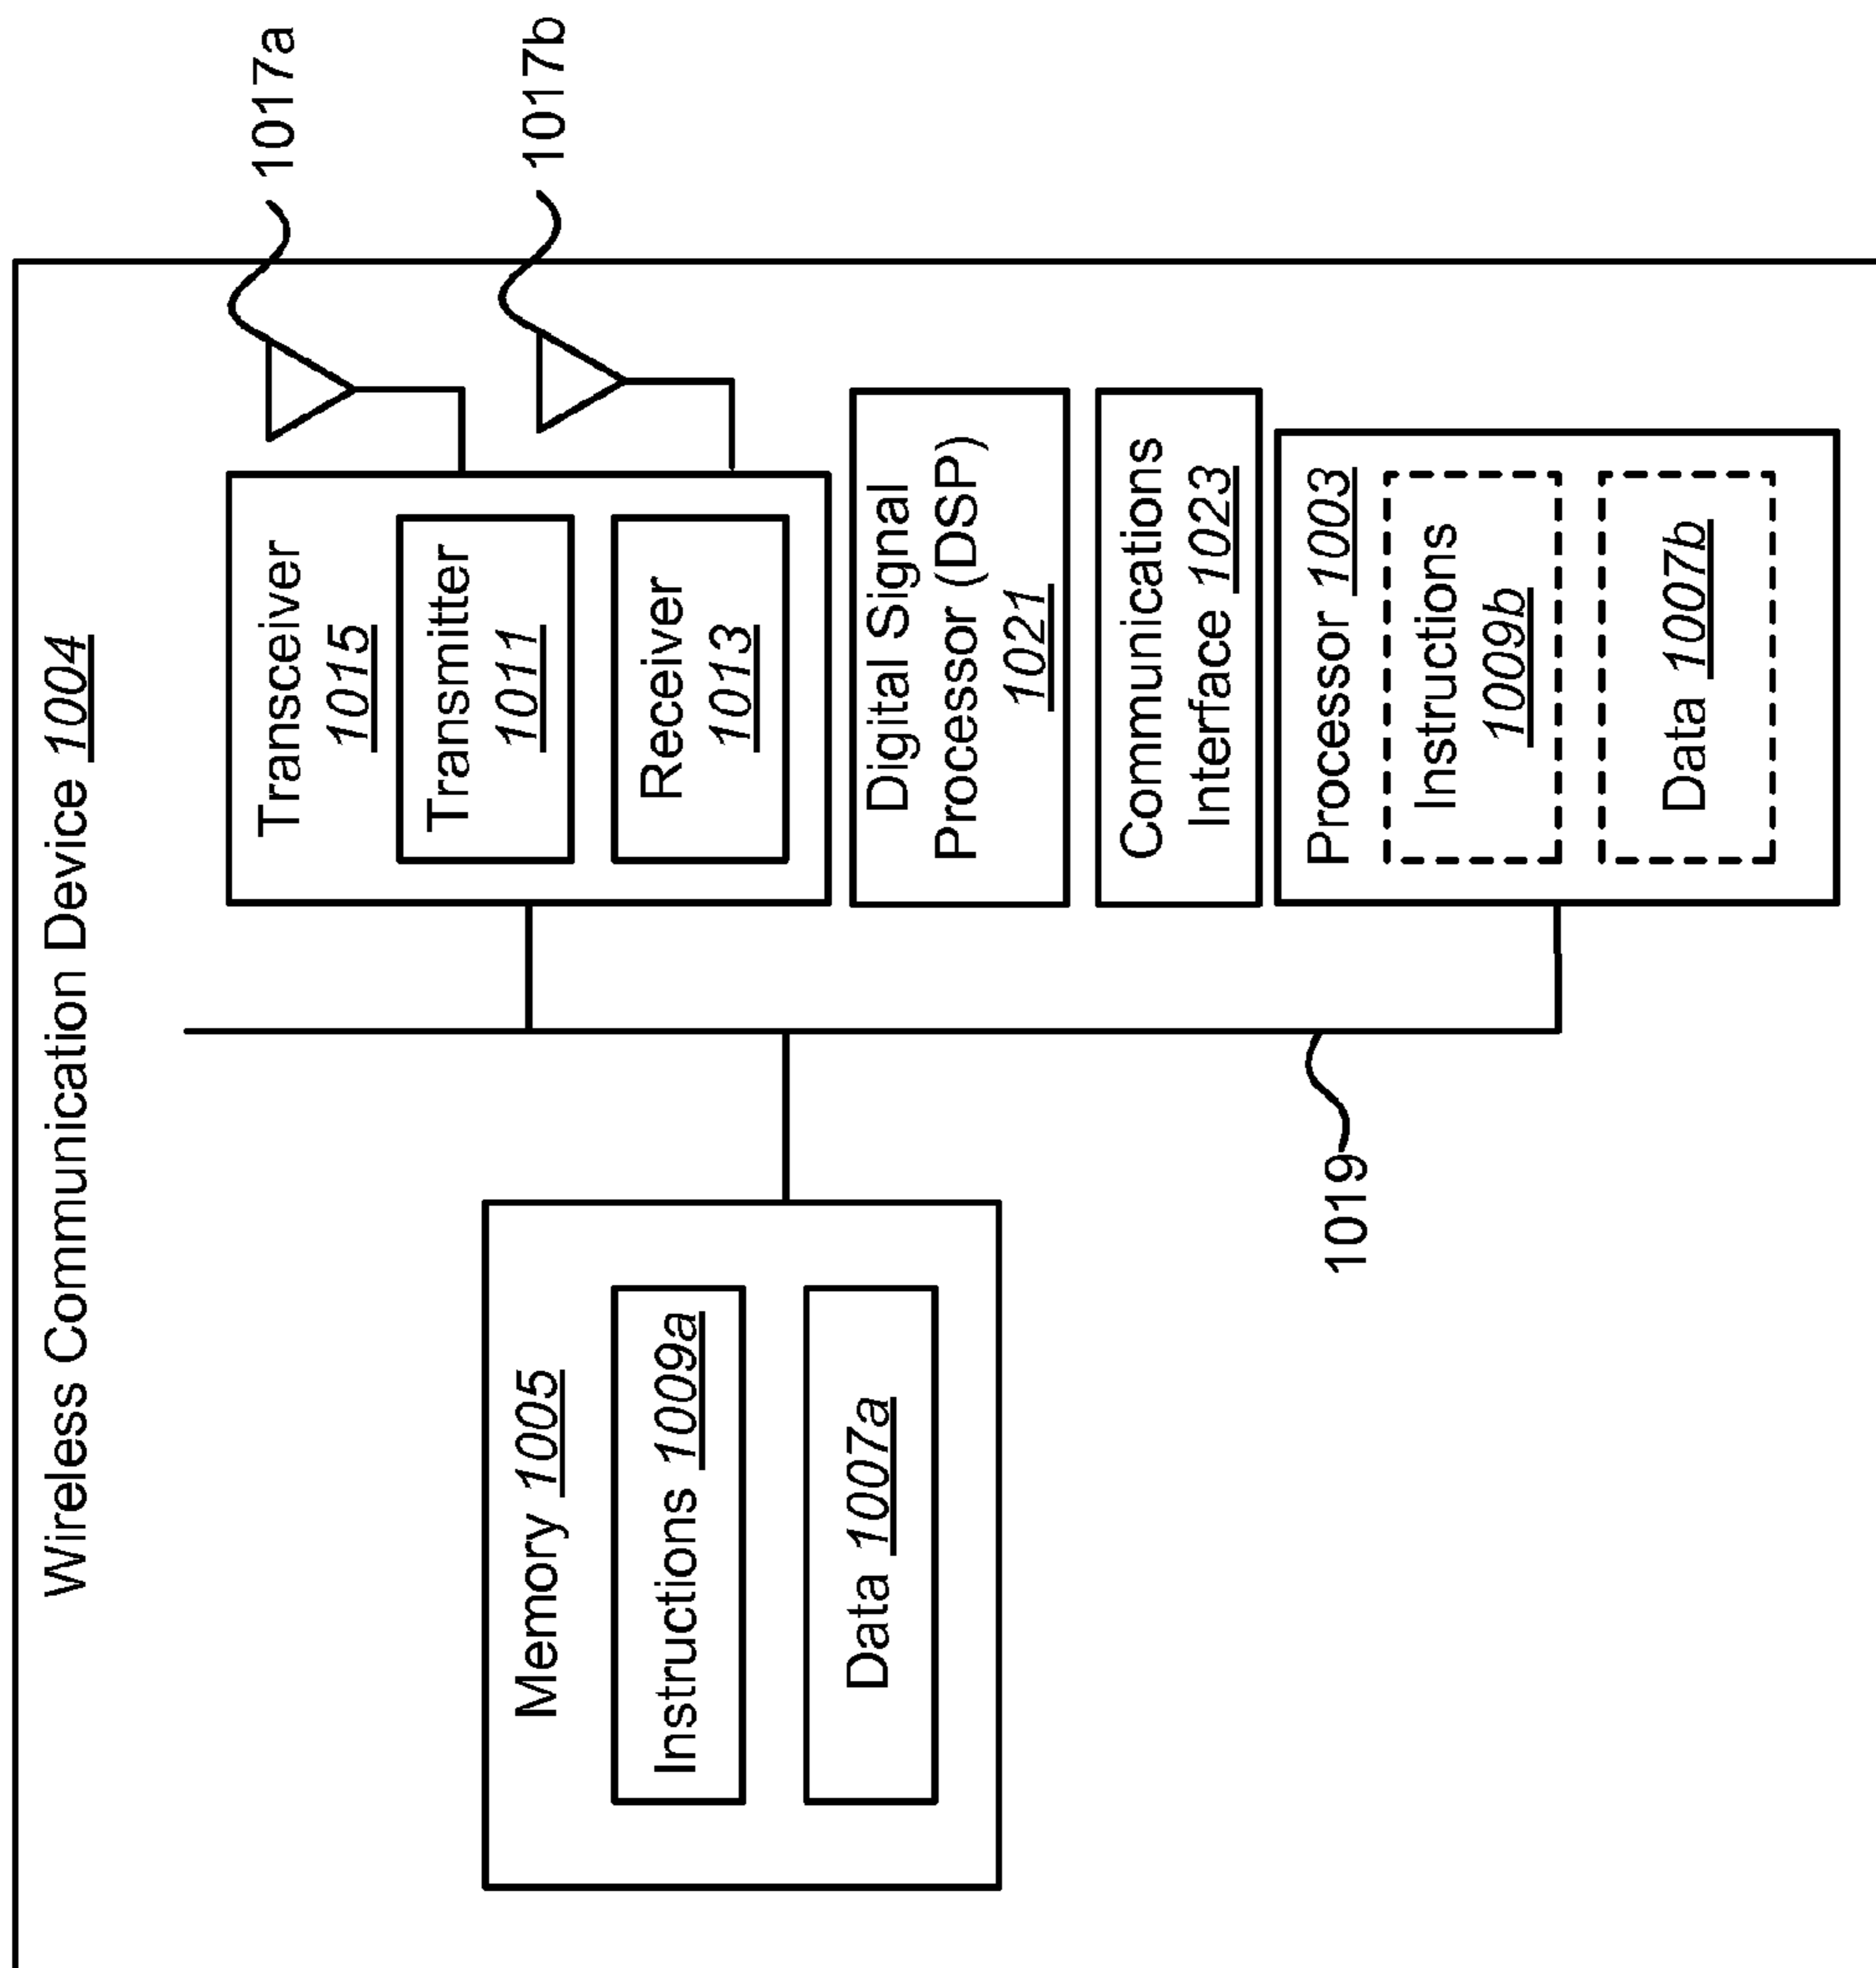 Wireless Communication Device 1004
Memory 1005
Instructions 1009a
Data 1007a
1019
Transceiver
1015
Transmitter
1011
Receiver
1013
1017a
1017b
Digital Signal
Processor (DSP)
1021
Communications
Interface 1023
Processor 1003
Instructions
1009b
Data 1007b